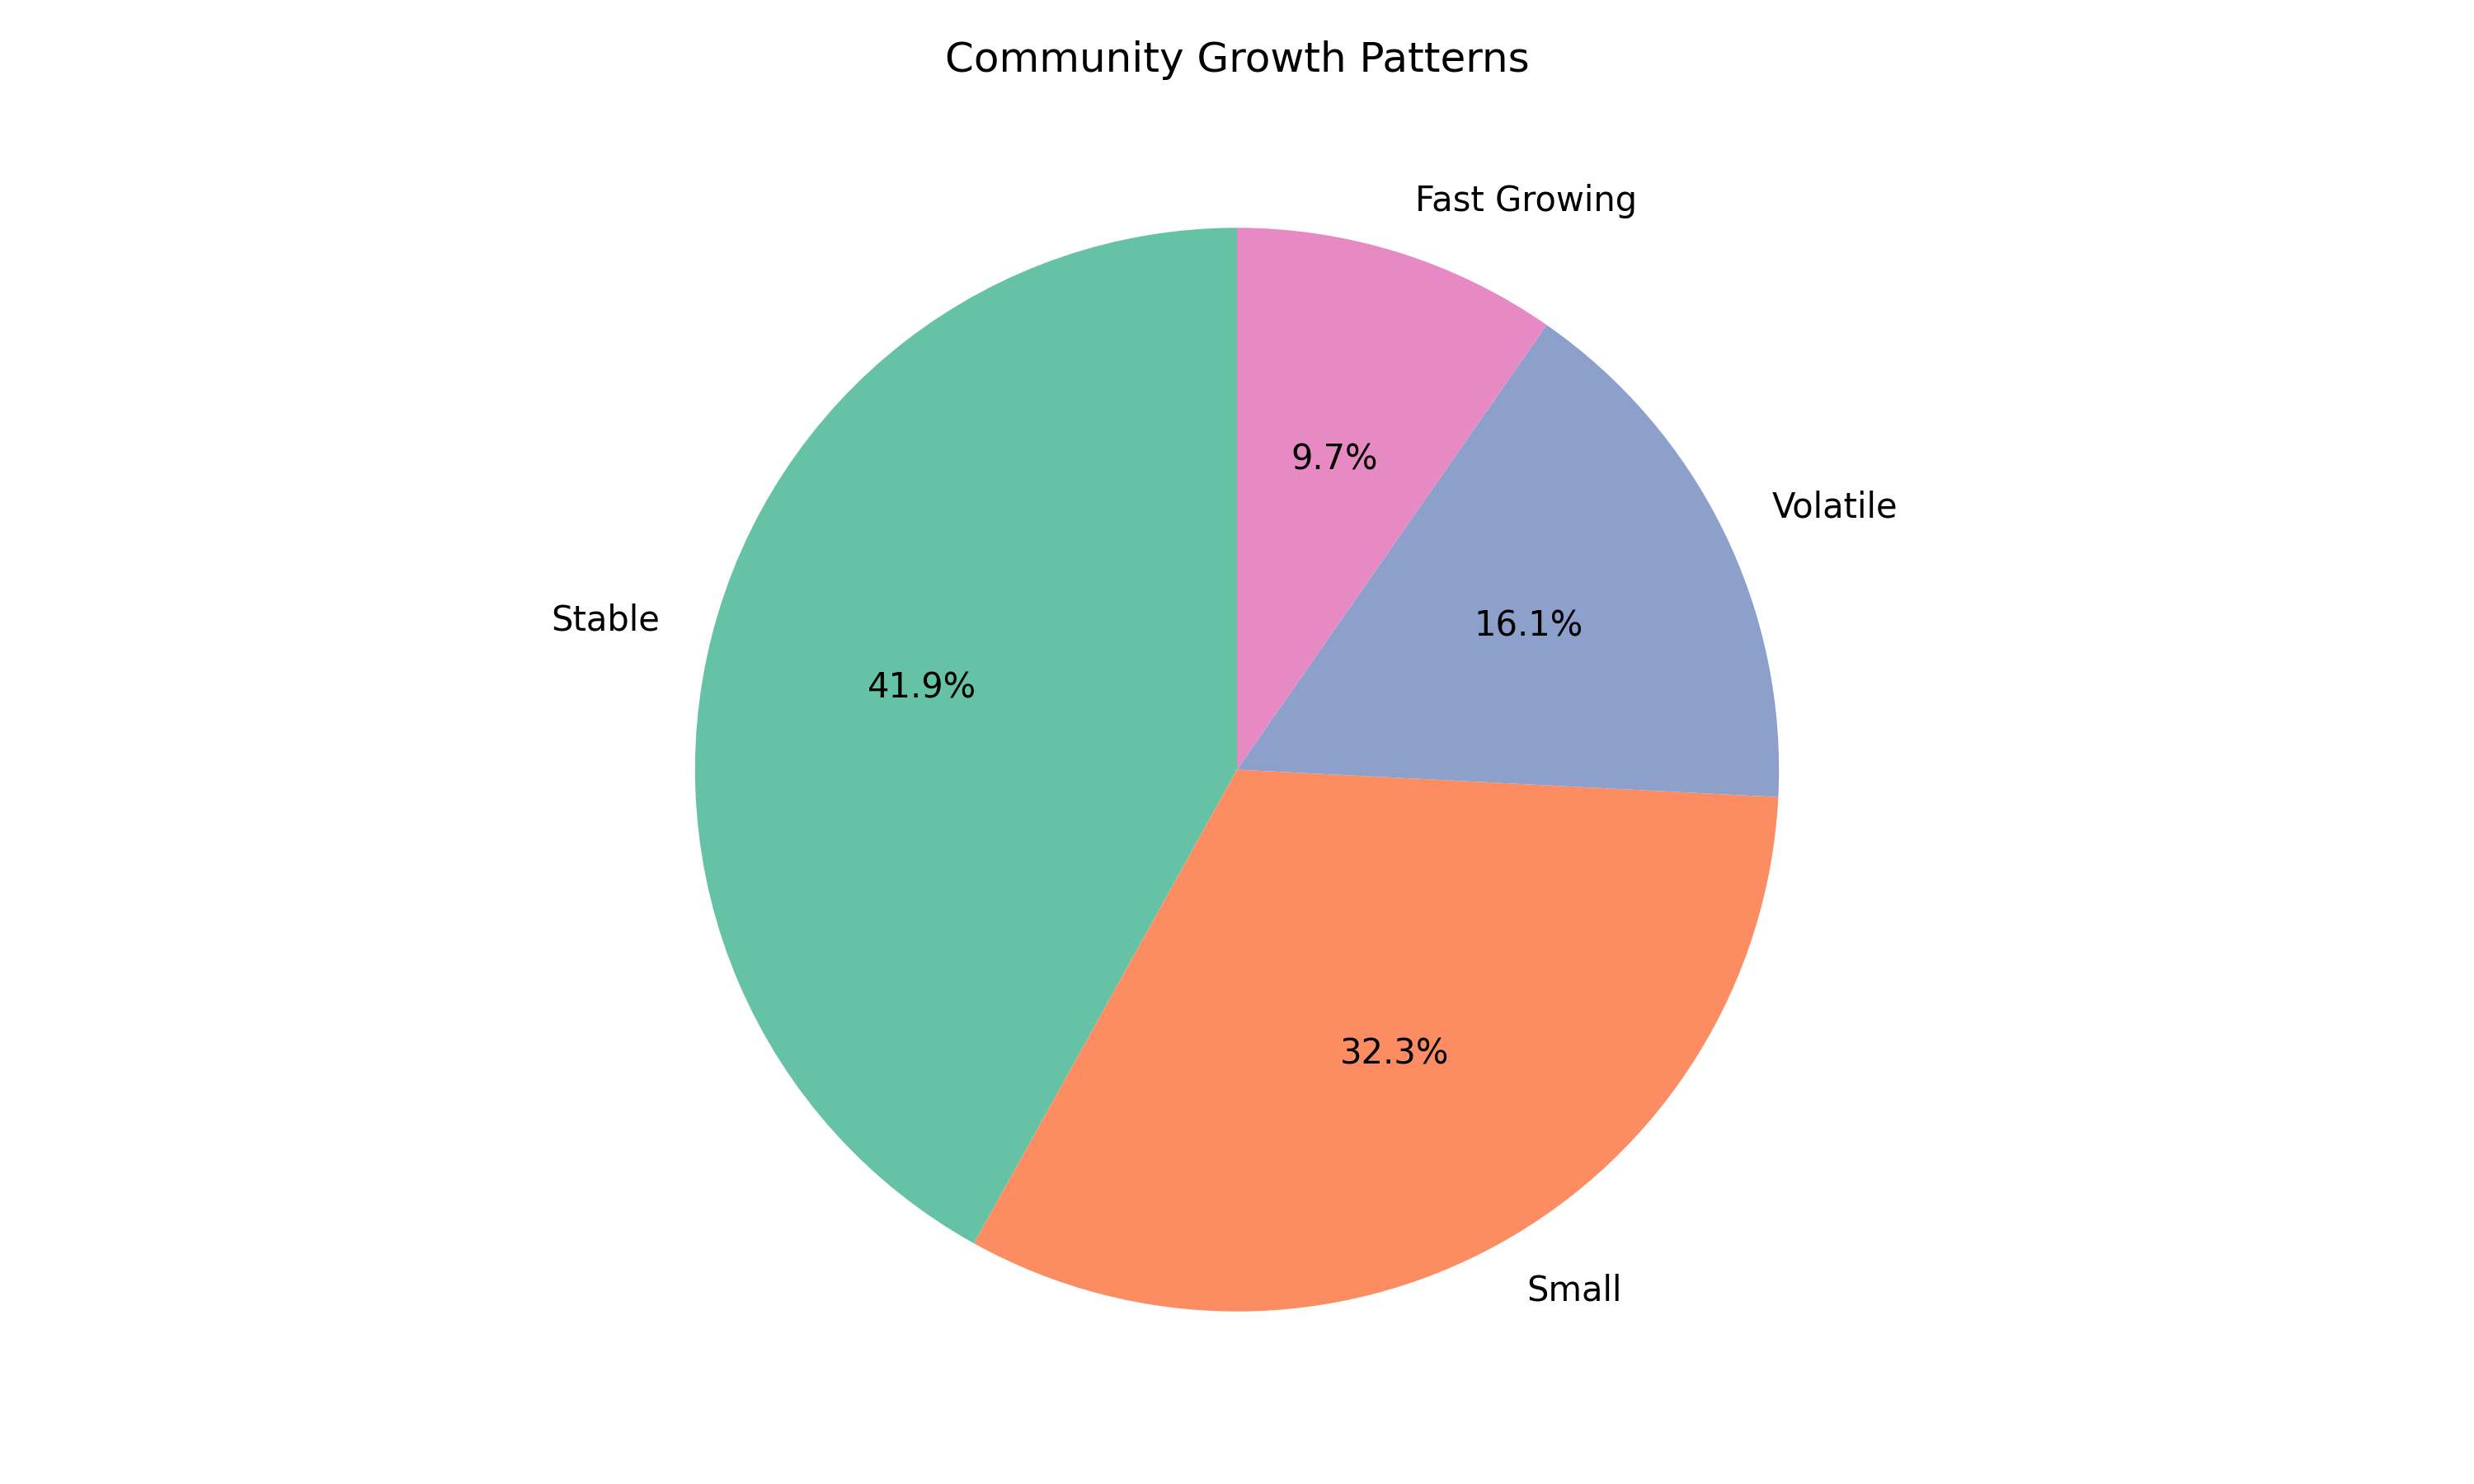 Community Growth Patterns
Fast Growing
9.7%
Volatile
16.1%
Stable
41.9%
32.3%
Small